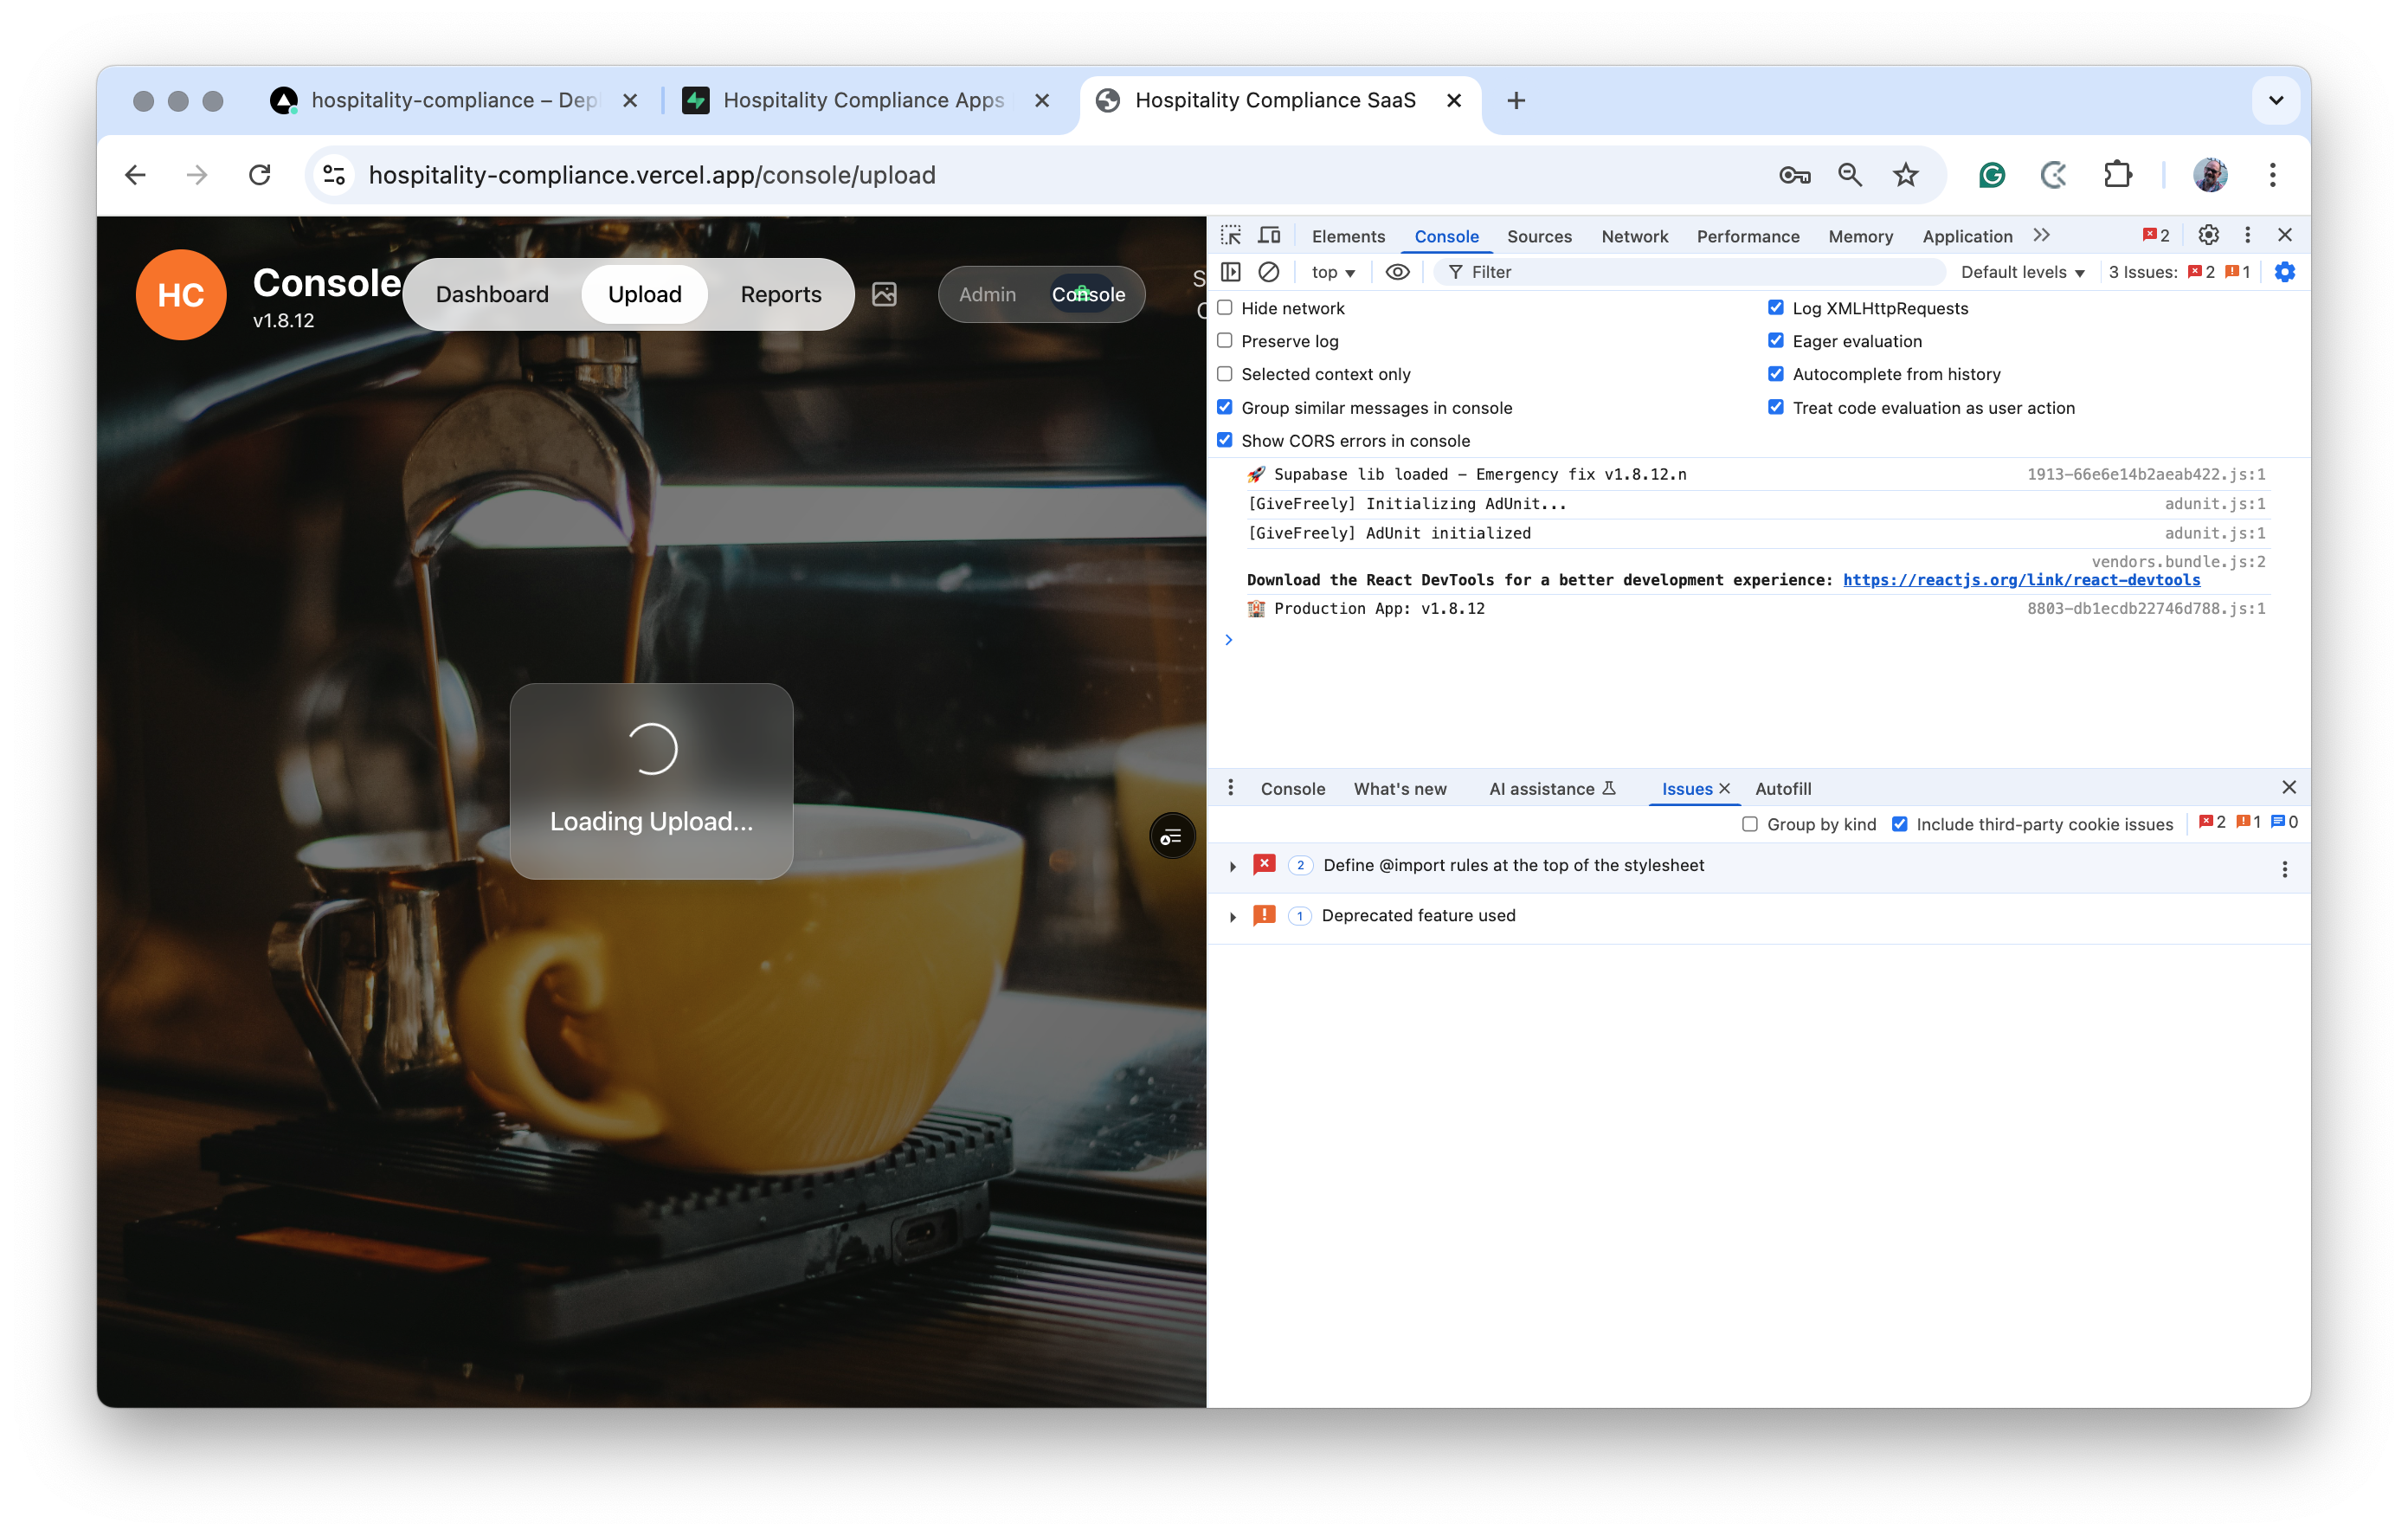 hospitality-compliance – Dep
Hospitality Compliance Apps
Hospitality Compliance SaaS
hospitality-compliance.vercel.app/console/upload
HC
Console
v1.8.12
Dashboard
Upload
Reports
Admin
Console
S
C
Loading Upload...
Elements
Console
Sources
Network
Performance
Memory
Application
2
top
Filter
Default levels
3 Issues:
2
1
Hide network
Log XMLHttpRequests
Preserve log
Eager evaluation
Selected context only
Autocomplete from history
Group similar messages in console
Treat code evaluation as user action
Show CORS errors in console
🚀 Supabase lib loaded – Emergency fix v1.8.12.n
1913-66e6e14b2aeab422.js:1
[GiveFreely] Initializing AdUnit...
adunit.js:1
[GiveFreely] AdUnit initialized
adunit.js:1
vendors.bundle.js:2
Download the React DevTools for a better development experience: https://reactjs.org/link/react-devtools
🏨 Production App: v1.8.12
8803-db1ecdb22746d788.js:1
Console
What's new
AI assistance
Issues
Autofill
Group by kind
Include third-party cookie issues
2
1
0
2 Define @import rules at the top of the stylesheet
1 Deprecated feature used